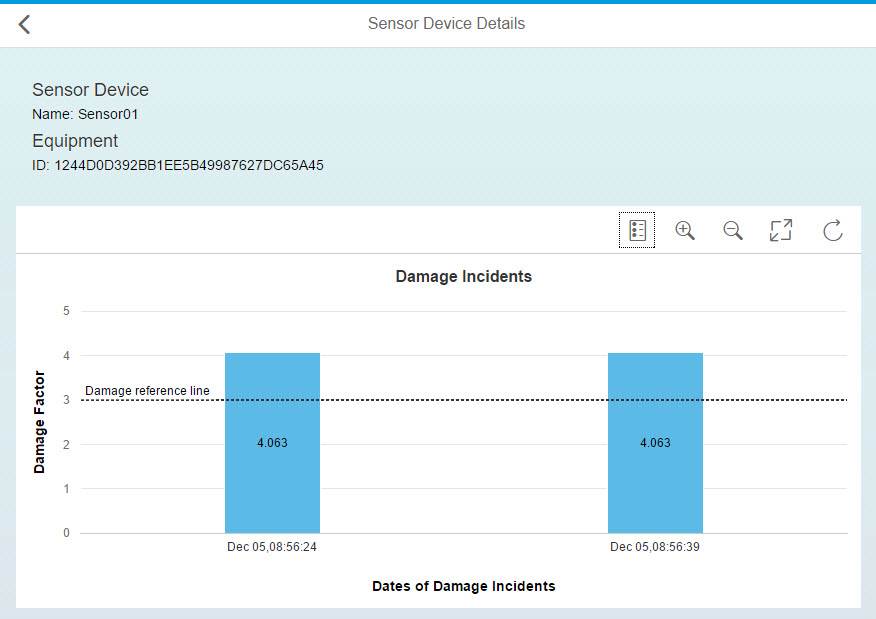 Sensor Device Details
Sensor Device
Name: Sensor01
Equipment
ID: 1244D0D392BB1EE5B49987627DC65A45
Damage Incidents
Damage Factor
5
4
3
2
1
0
Damage reference line
4.063
4.063
Dec 05,08:56:24
Dec 05,08:56:39
Dates of Damage Incidents